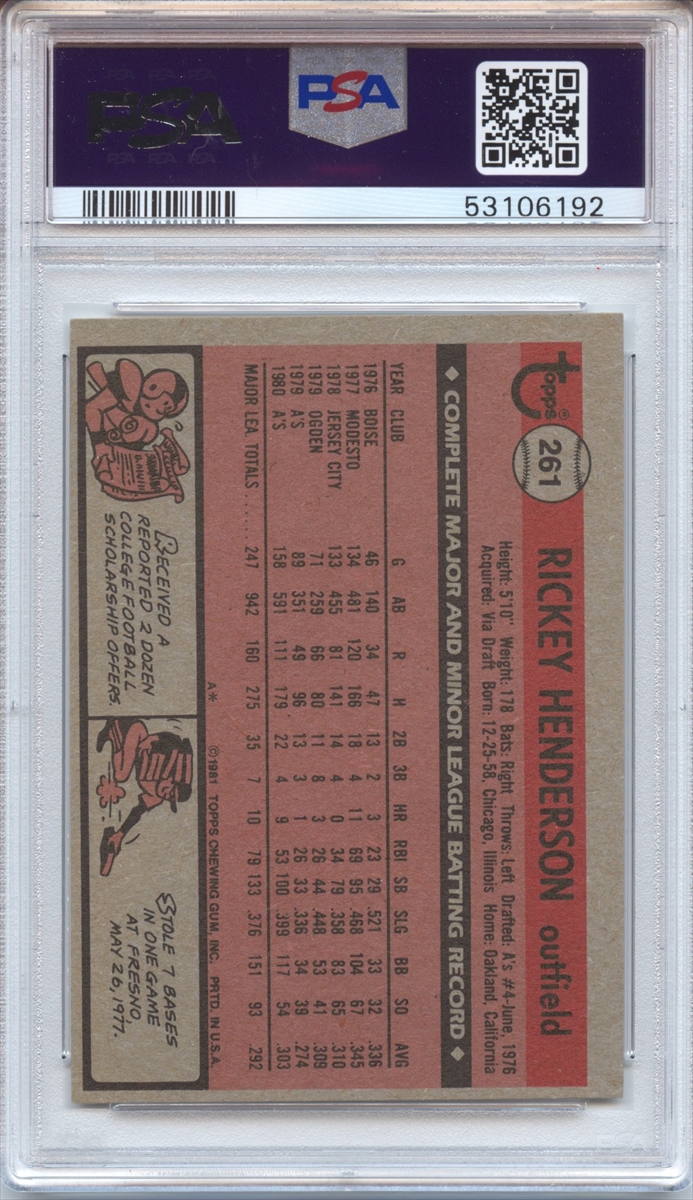 PSA
PSA
53106192
topps®
261
RICKEY HENDERSON outfield
Height: 5'10" Weight: 178 Bats: Right Throws: Left Drafted: A's #4-June, 1976
Acquired: Via Draft Born: 12-25-58, Chicago, Illinois Home: Oakland, California
◆ COMPLETE MAJOR AND MINOR LEAGUE BATTING RECORD ◆
YEAR CLUB G AB R H 2B 3B HR RBI SB SLG BB SO AVG
1976 BOISE 46 140 34 47 13 2 3 23 29 .521 33 32 .336
1977 MODESTO 134 481 120 166 18 4 11 69 95 .468 104 67 .345
1978 JERSEY CITY 133 455 81 141 14 4 0 34 79 .358 83 65 .310
1979 OGDEN 71 259 66 80 11 8 3 26 44 .448 53 41 .309
1979 A'S 89 351 49 96 13 3 1 26 33 .336 34 39 .274
1980 A'S 158 591 111 179 22 4 9 53 100 .399 117 54 .303
MAJOR LEA. TOTALS..... 247 942 160 275 35 7 10 79 133 .376 151 93 .292
A* ©1981 TOPPS CHEWING GUM, INC. PRTD. IN U.S.A.
RECEIVED A
REPORTED 2 DOZEN
COLLEGE FOOTBALL
SCHOLARSHIP OFFERS.
STOLE 7 BASES
IN ONE GAME
AT FRESNO,
MAY 26, 1977.